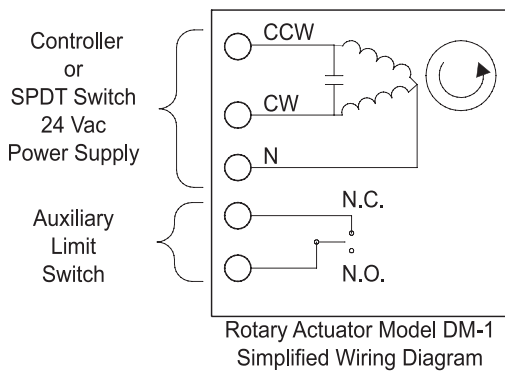 Controller
or
SPDT Switch
24 Vac
Power Supply
CCW
CW
N
Auxiliary
Limit
Switch
N.C.
N.O.
Rotary Actuator Model DM-1
Simplified Wiring Diagram